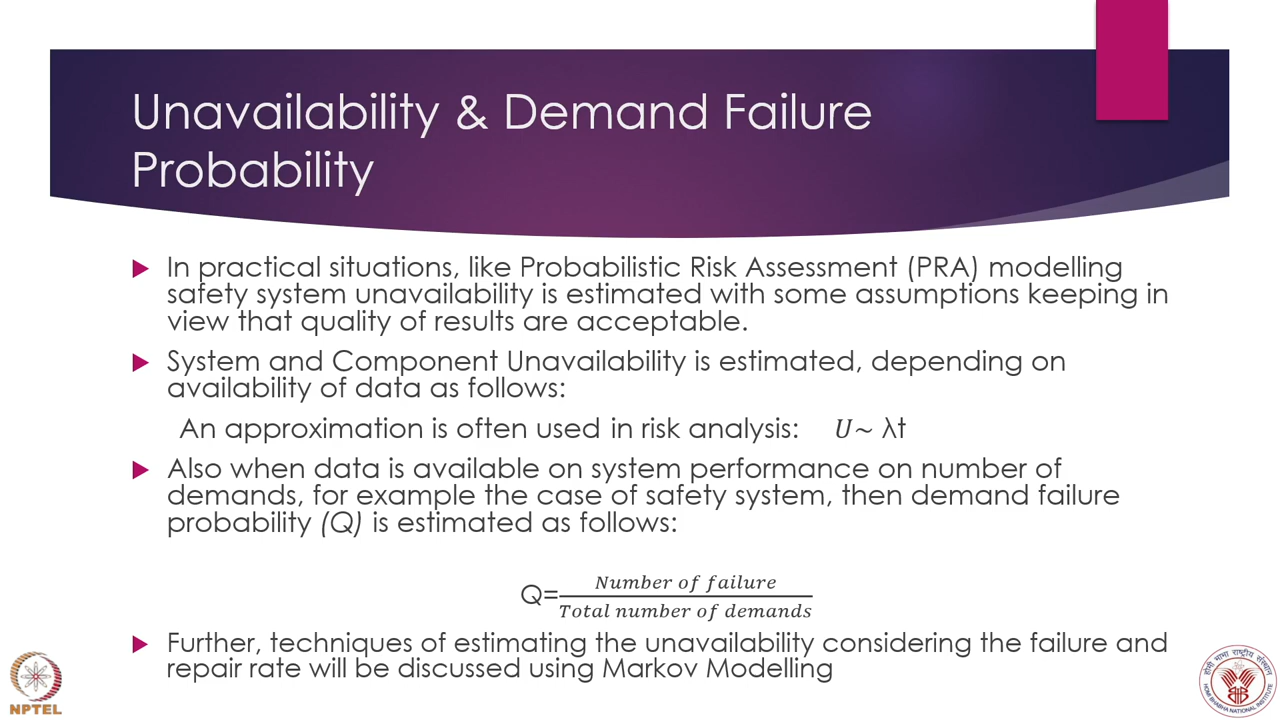 Unavailability & Demand Failure
Probability
In practical situations, like Probabilistic Risk Assessment (PRA) modelling
safety system unavailability is estimated with some assumptions keeping in
view that quality of results are acceptable.
System and Component Unavailability is estimated, depending on
availability of data as follows:
An approximation is often used in risk analysis: U~ λt
Also when data is available on system performance on number of
demands, for example the case of safety system, then demand failure
probability (Q) is estimated as follows:
Q=
Number of failure
Total number of demands
Further, techniques of estimating the unavailability considering the failure and
repair rate will be discussed using Markov Modelling
NPTEL
होमी भाभा राष्ट्रीय संस्थान
HOMI BHABHA NATIONAL INSTITUTE